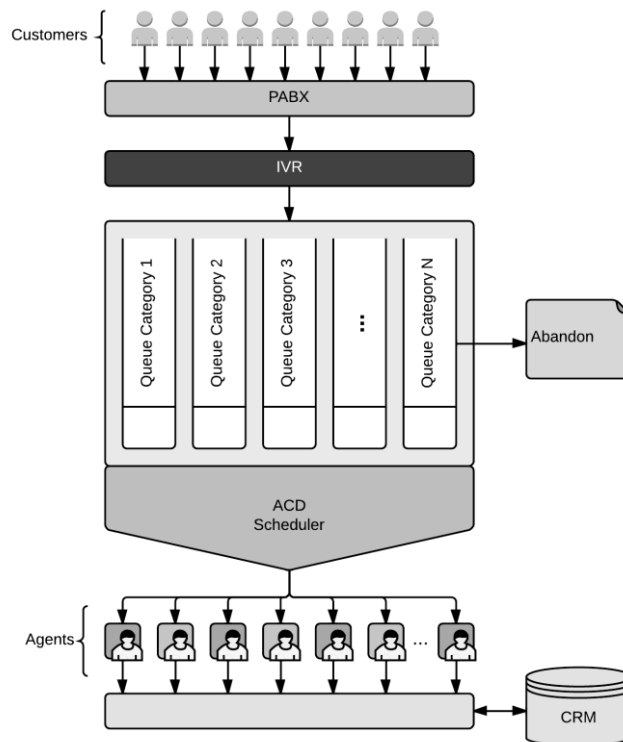 Customers
PABX
IVR
Queue Category 1
Queue Category 2
Queue Category 3
...
Queue Category N
Abandon
ACD
Scheduler
Agents
...
CRM